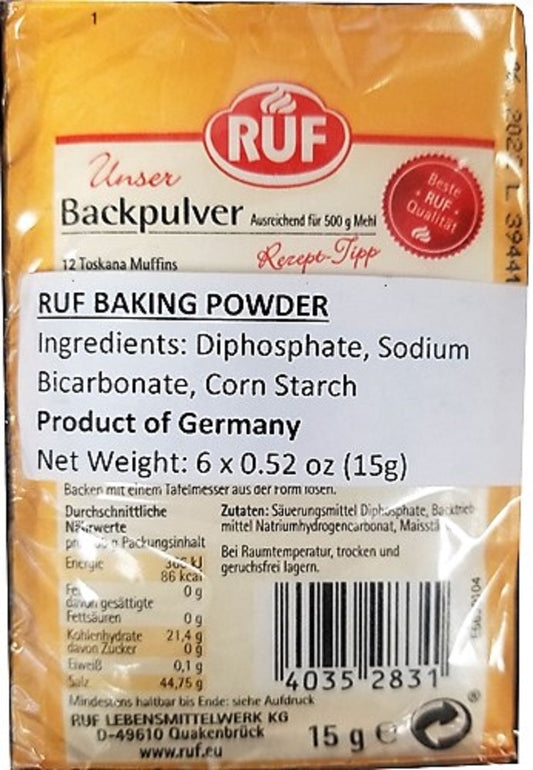 1
RUF
Unser
Backpulver Ausreichend für 500 g Mehl
Beste
RUF
Qualität
Rezept-Tipp
12 Toskana Muffins
L 39441
RUF BAKING POWDER
Ingredients: Diphosphate, Sodium
Bicarbonate, Corn Starch
Product of Germany
Net Weight: 6 x 0.52 oz (15g)
Backen mit einem Tafelmesser aus der Form lösen.
Durchschnittliche
Nährwerte
Packungsinhalt
Energie
86 kcal
0 g
davon gesättigte
Fettsäuren 0 g
Kohlenhydrate 21,4 g
davon Zucker 0 g
Eiweiß 0,1 g
Salz 44,75 g
Zutaten: Säuerungsmittel Diphosphate, Backtrieb-
mittel Natriumhydrogencarbonat,
Bei Raumtemperatur, trocken und
geruchsfrei lagern.
4035 2831
Mindestens haltbar bis Ende: siehe Aufdruck
RUF LEBENSMITTELWERK KG
D-49610 Quakenbrück
www.ruf.eu
15 g e
®